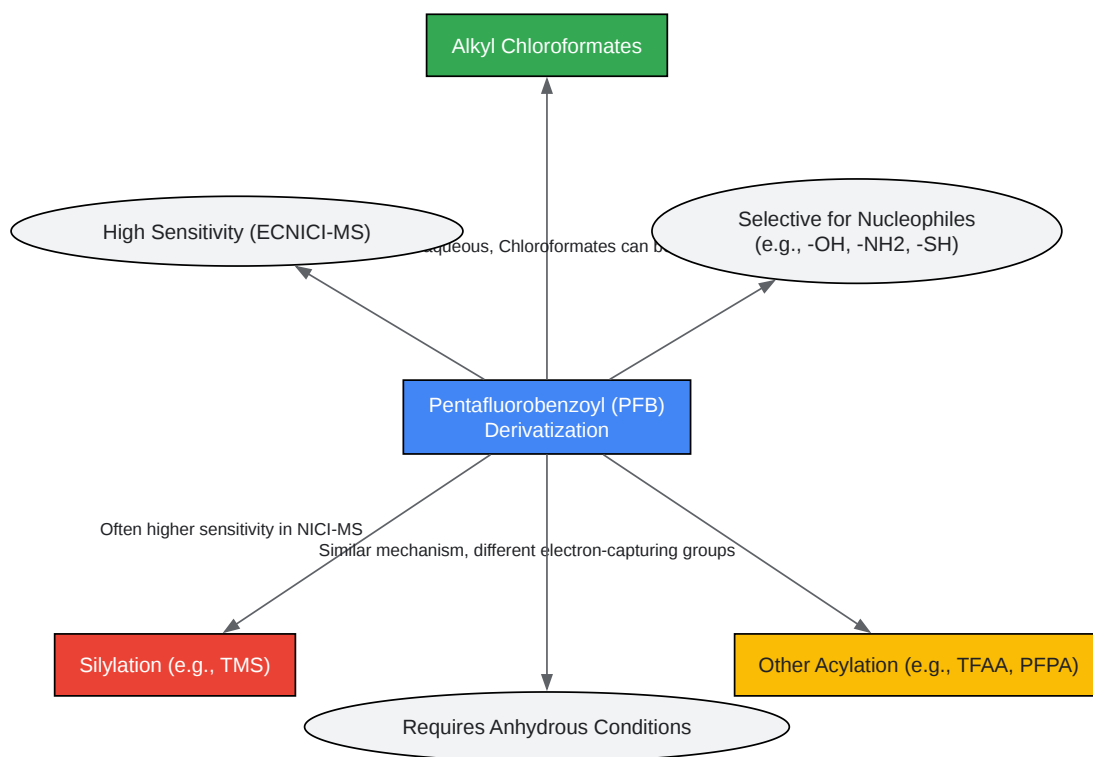 Alkyl Chloroformates
High Sensitivity (ECNICI-MS)
Selective for Nucleophiles
(e.g., -OH, -NH2, -SH)
Chloroformates can
Pentafluorobenzoyl (PFB)
Derivatization
Often higher sensitivity in NICI-MS
Similar mechanism, different electron-capturing groups
Silylation (e.g., TMS)
Other Acylation (e.g., TFAA, PFPA)
Requires Anhydrous Conditions